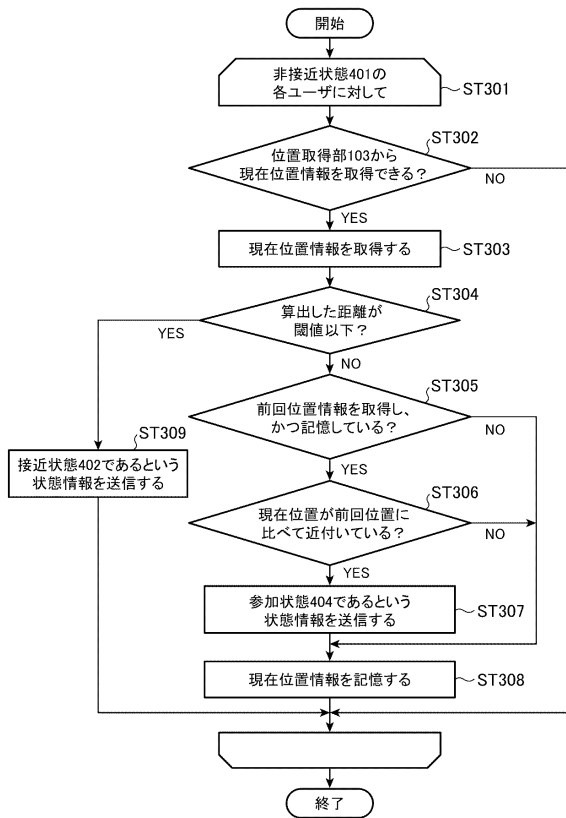 開始
非接近状態401の
各ユーザに対して
ST301
ST302
位置取得部103から
現在位置情報を取得できる?
NO
YES
現在位置情報を取得する
ST303
ST304
算出した距離が
閾値以下?
YES
NO
ST305
前回位置情報を取得し、
かつ記憶している?
NO
YES
ST309
接近状態402であるという
状態情報を送信する
ST306
現在位置が前回位置に
比べて近付いている?
NO
YES
参加状態404であるという
状態情報を送信する
ST307
現在位置情報を記憶する
ST308
終了